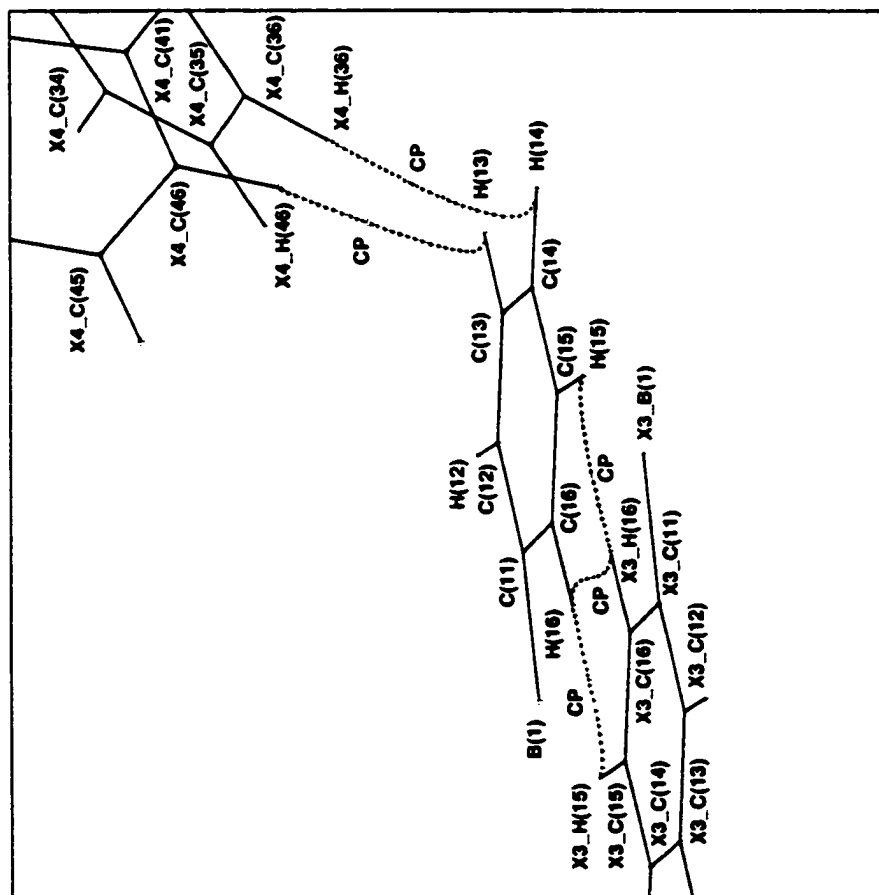 X4_C(34)
X4_C(41)
X4_C(35)
X4_C(36)
X4_H(36)
X4_C(45)
X4_C(46)
X4_H(46)
CP
CP
H(13)
H(14)
C(13)
C(14)
H(12)
C(12)
C(15)
H(15)
C(11)
C(16)
CP
X3_B(1)
B(1)
H(16)
CP
X3_H(16)
X3_C(11)
CP
X3_C(16)
X3_C(12)
X3_H(15)
X3_C(15)
X3_C(14)
X3_C(13)